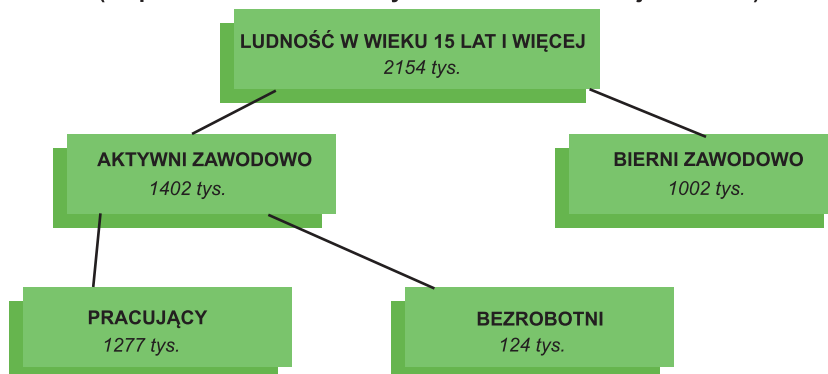 LUDNOŚĆ W WIEKU 15 LAT I WIĘCEJ
2154 tys.
AKTYWNI ZAWODOWO
1402 tys.
BIERNI ZAWODOWO
1002 tys.
PRACUJĄCY
1277 tys.
BEZROBOTNI
124 tys.